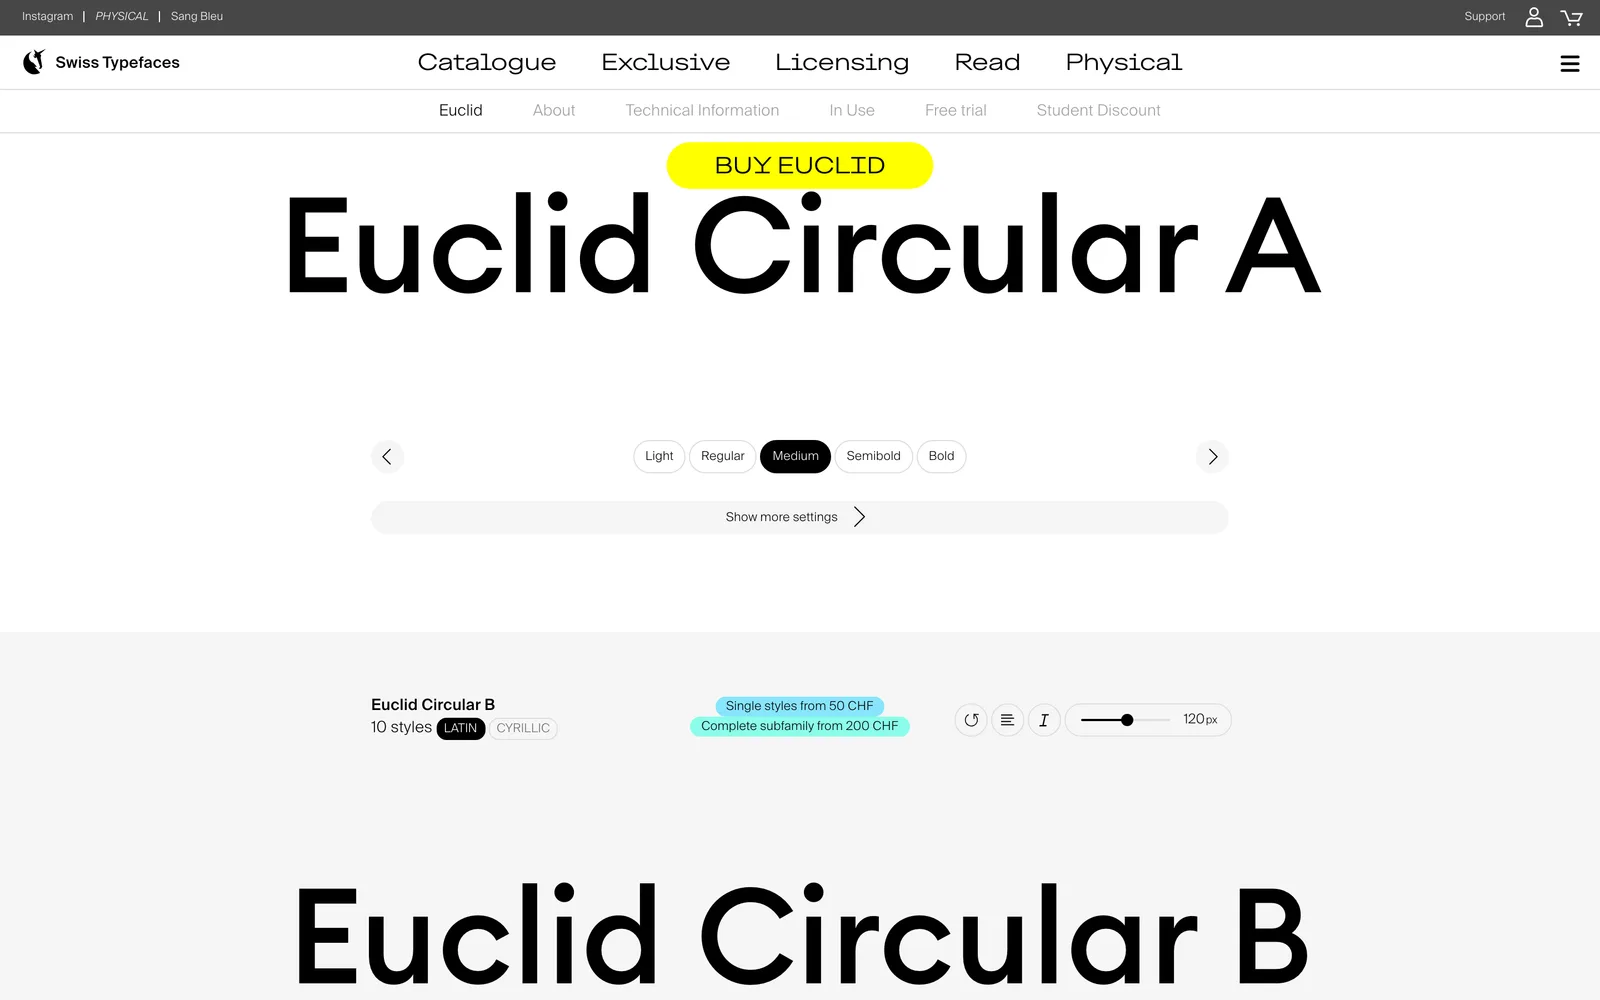 Instagram | PHYSICAL | Sang Bleu
Support
Swiss Typefaces
Catalogue Exclusive Licensing Read Physical
Euclid About Technical Information In Use Free trial Student Discount
BUY EUCLID
Euclid Circular A
Light Regular Medium Semibold Bold
Show more settings
Euclid Circular B
10 styles LATIN CYRILLIC
Single styles from 50 CHF
Complete subfamily from 200 CHF
I
120px
Euclid Circular B